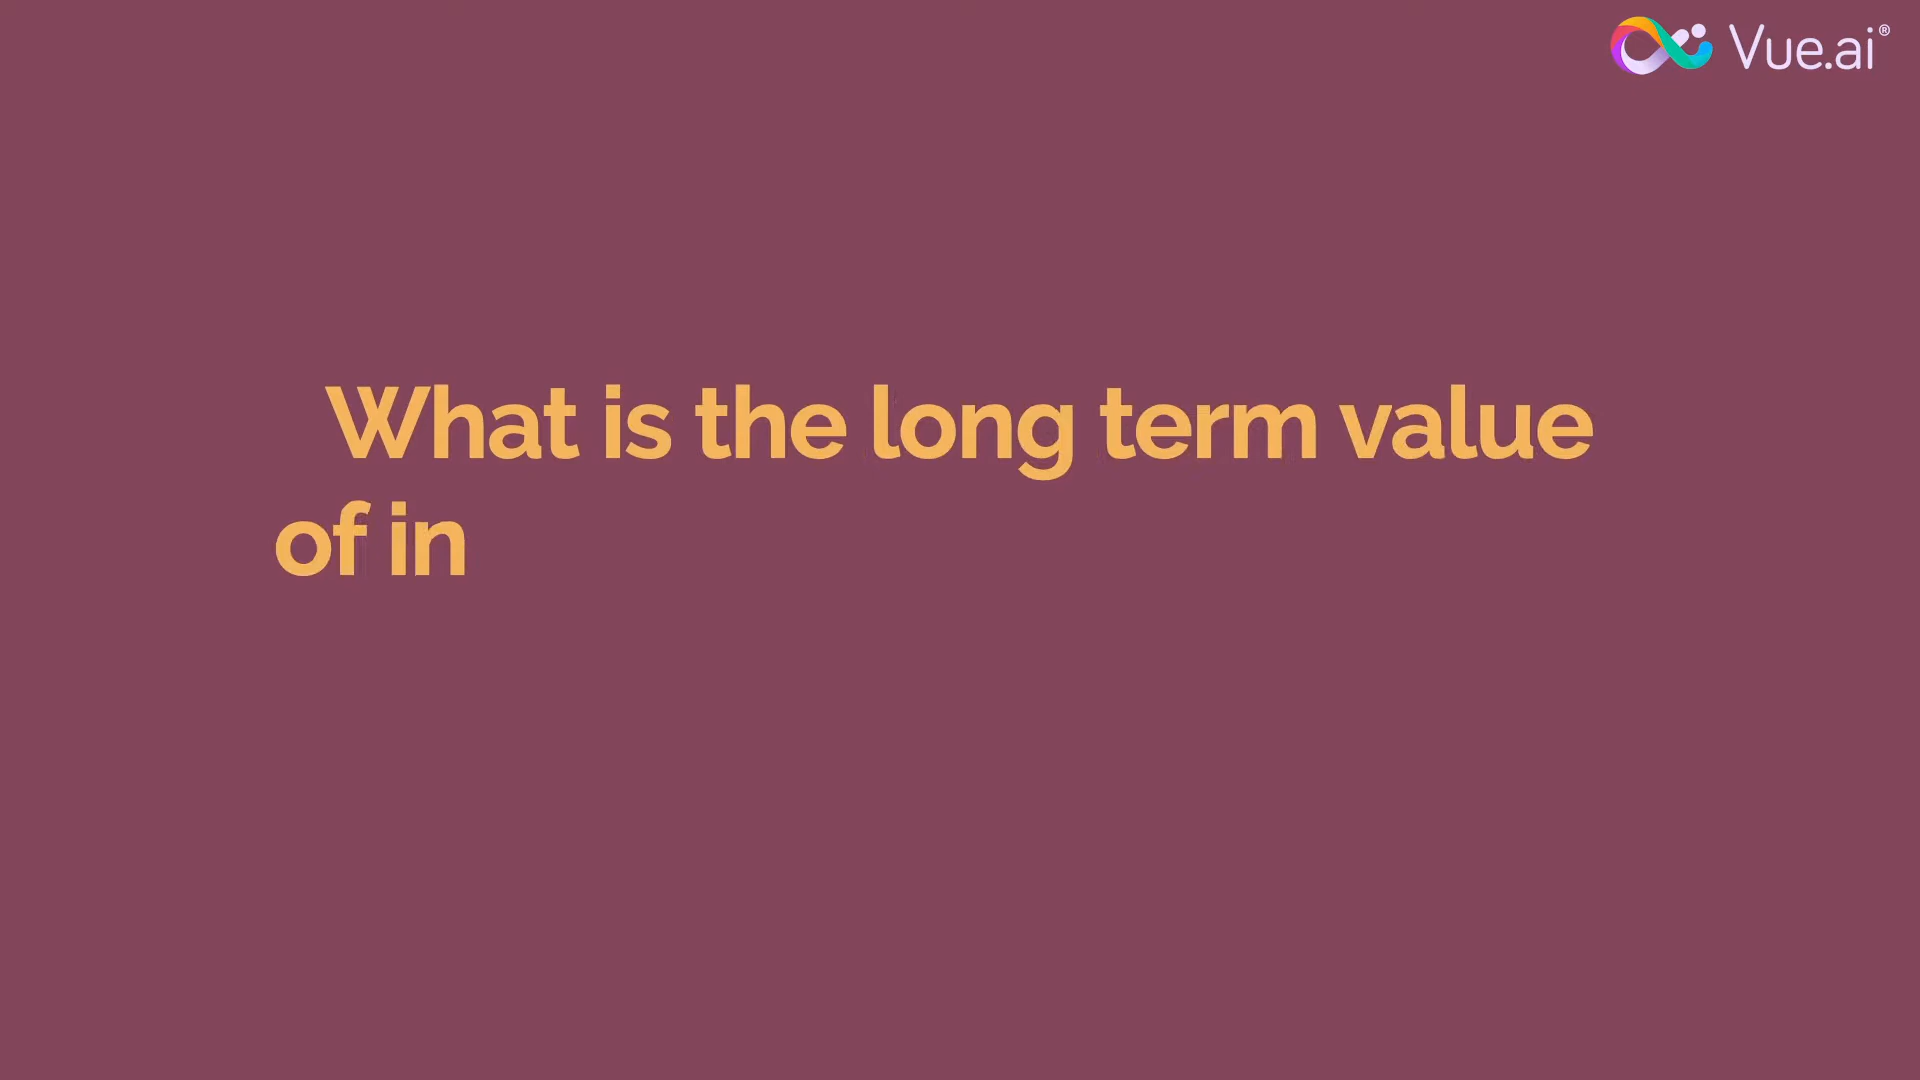 Vue.ai®
What is the long term value
of in